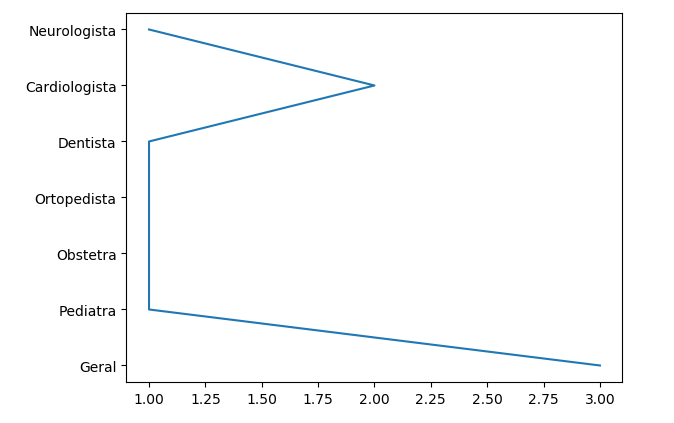 Neurologista
Cardiologista
Dentista
Ortopedista
Obstetra
Pediatra
Geral
1.00 1.25 1.50 1.75 2.00 2.25 2.50 2.75 3.00